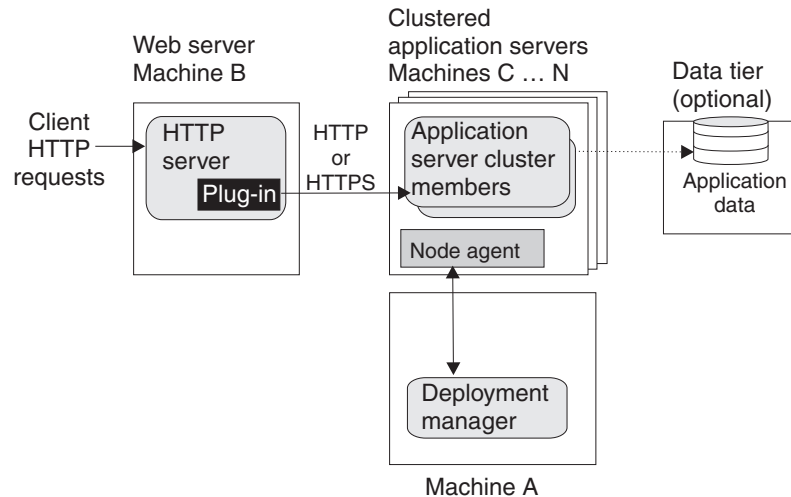 Web server
Machine B
Clustered
application servers
Machines C … N
Data tier
(optional)
Client
HTTP
requests
HTTP
server
Plug-in
HTTP
or
HTTPS
Application
server cluster
members
Node agent
Application
data
Deployment
manager
Machine A